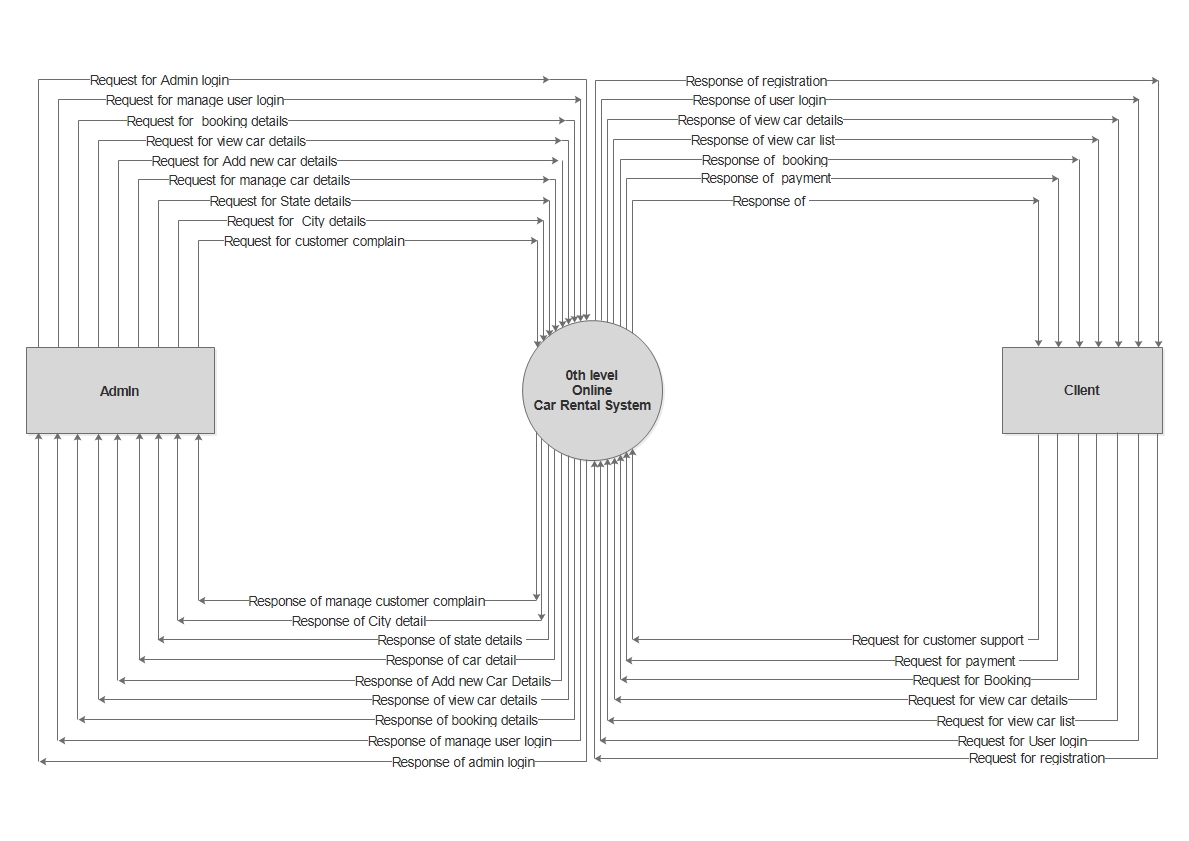 Request for Admin login
Request for manage user login
Request for booking details
Request for view car details
Request for Add new car details
Request for manage car details
Request for State details
Request for City details
Request for customer complain
Response of registration
Response of user login
Response of view car details
Response of view car list
Response of booking
Response of payment
Response of
Admin
0th level
Online
Car Rental System
Client
Response of manage customer complain
Response of City detail
Response of state details
Response of car detail
Response of Add new Car Details
Response of view car details
Response of booking details
Response of manage user login
Response of admin login
Request for customer support
Request for payment
Request for Booking
Request for view car details
Request for view car list
Request for User login
Request for registration